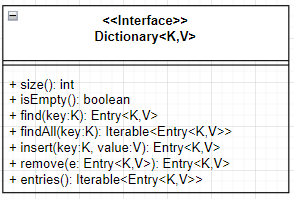 <<Interface>>
Dictionary<K,V>
+ size(): int
+ isEmpty(): boolean
+ find(key:K): Entry<K,V>
+ findAll(key:K): Iterable<Entry<K,V>>
+ insert(key:K, value:V): Entry<K,V>
+ remove(e: Entry<K,V>): Entry<K,V>
+ entries(): Iterable<Entry<K,V>>